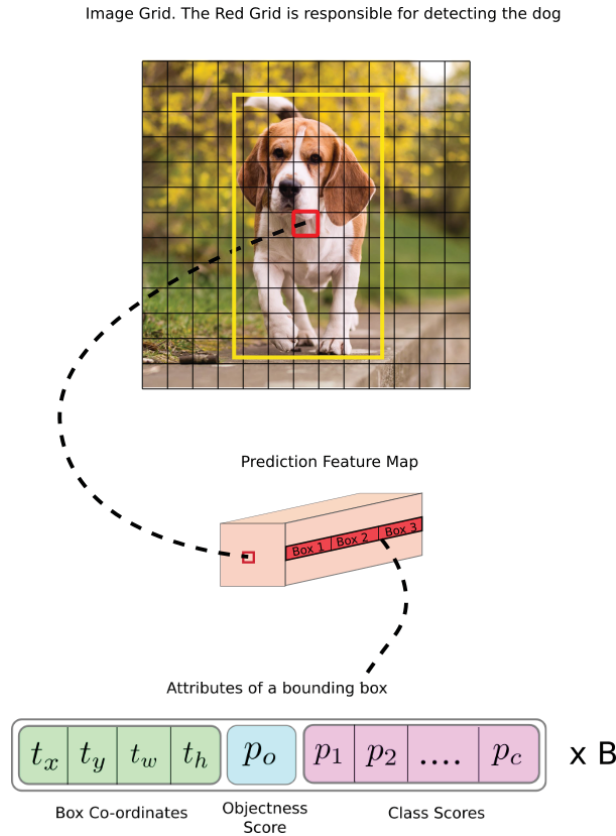 Image Grid. The Red Grid is responsible for detecting the dog
Prediction Feature Map
Box 1 Box 2 Box 3
Attributes of a bounding box
t_x t_y t_w t_h p_o p_1 p_2 .... p_c x B
Box Co-ordinates Objectness Score Class Scores